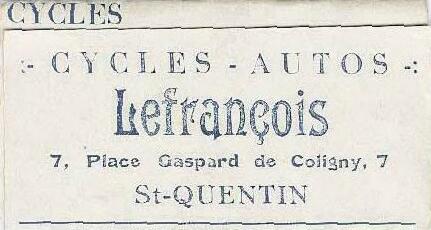 CYCLES
:- CYCLES - AUTOS -:
Lefrançois
7, Place Gaspard de Coligny, 7
St-QUENTIN